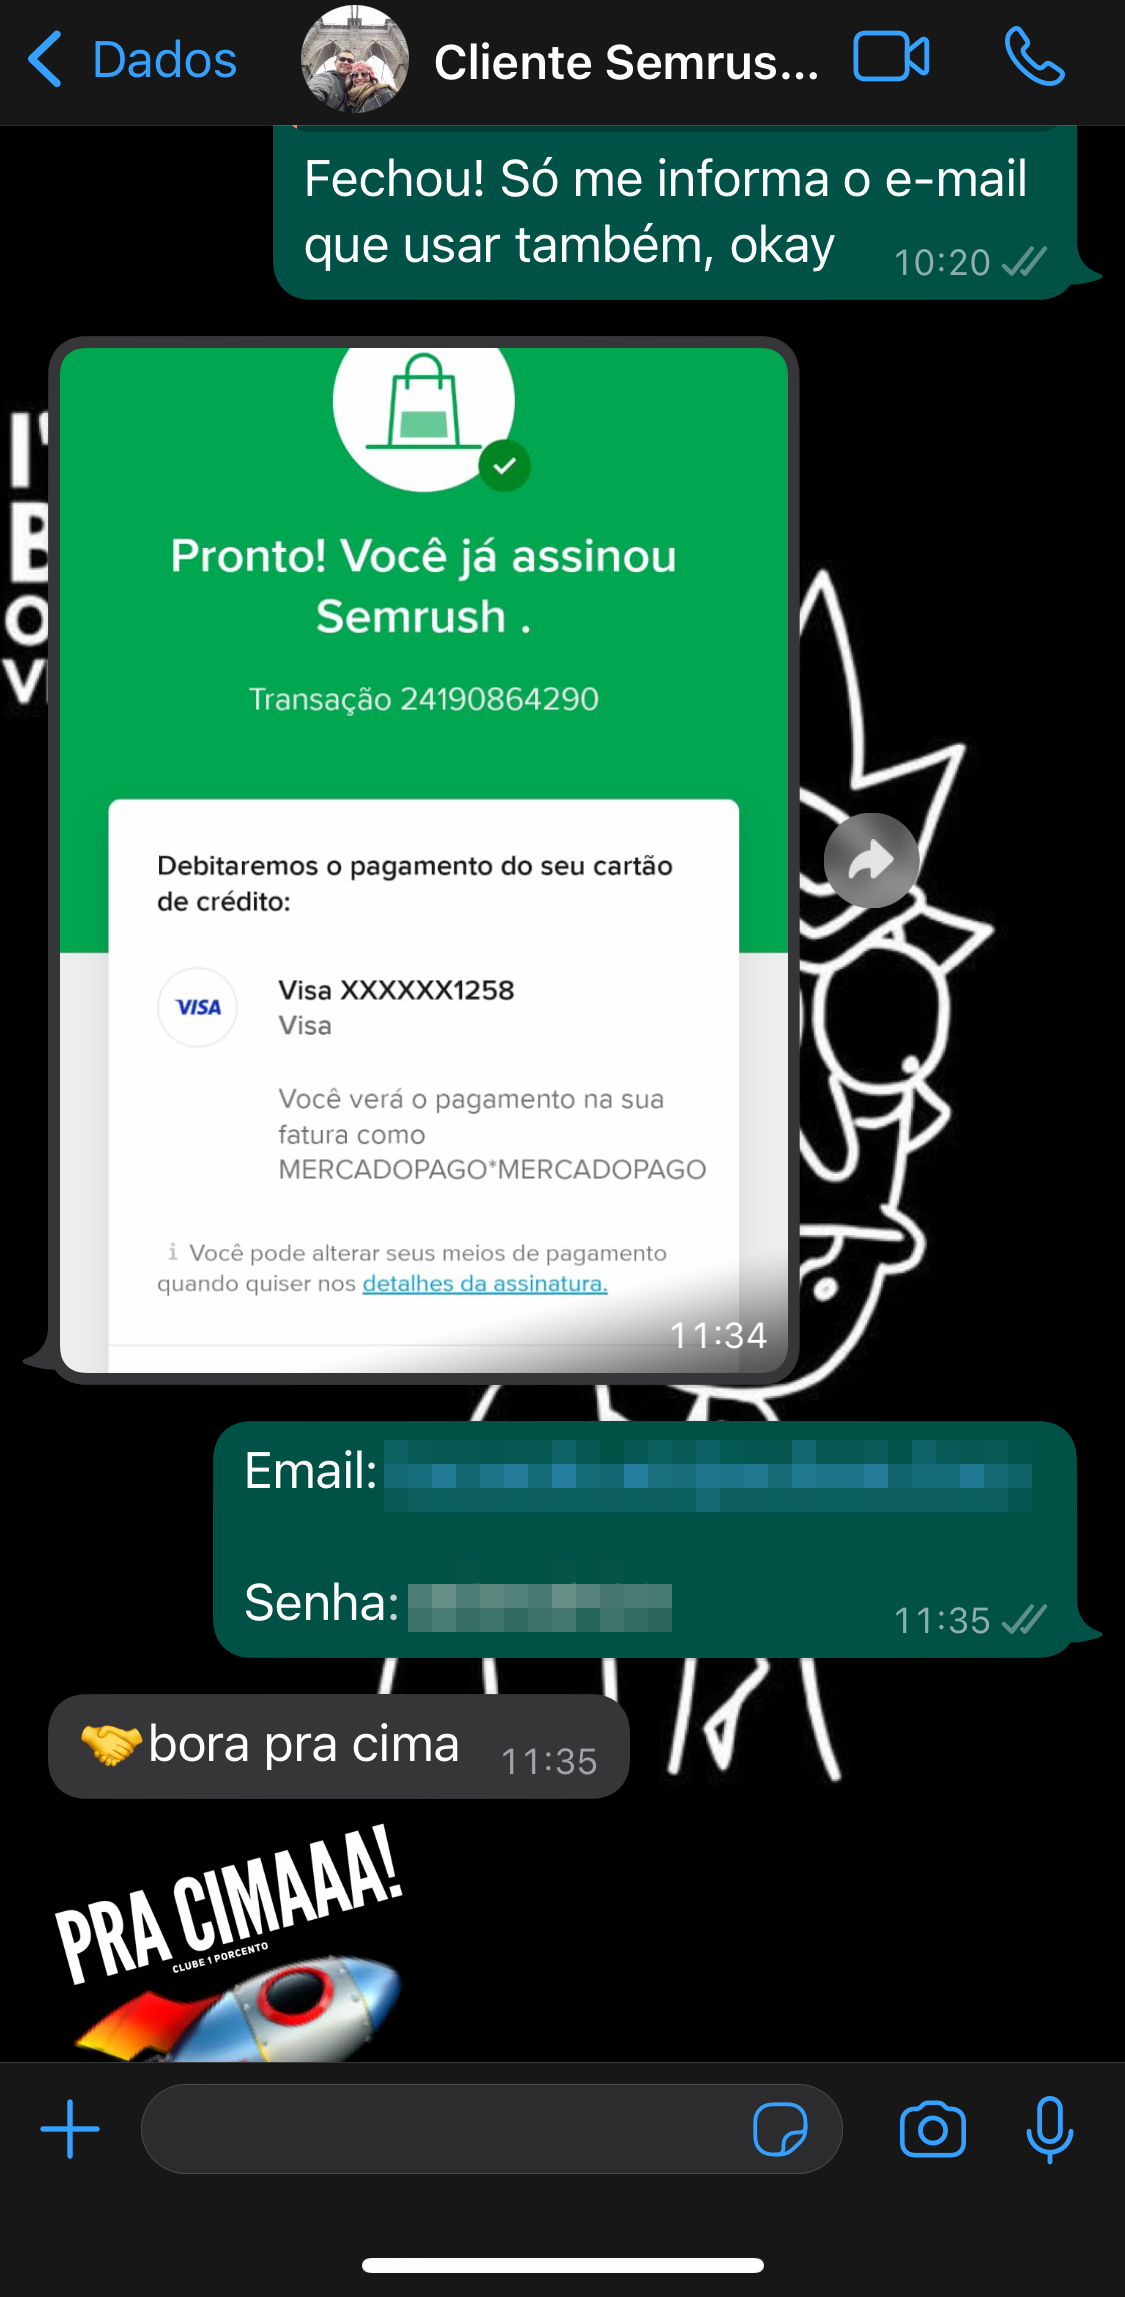 Dados
Cliente Semrus...
Fechou! Só me informa o e-mail
que usar também, okay
10:20
I'
B
O
V
Pronto! Você já assinou
Semrush .
Transação 24190864290
Debitaremos o pagamento do seu cartão
de crédito:
VISA
Visa XXXXXX1258
Visa
Você verá o pagamento na sua
fatura como
MERCADOPAGO*MERCADOPAGO
i Você pode alterar seus meios de pagamento
quando quiser nos detalhes da assinatura.
11:34
Email:
Senha:
11:35
🤝bora pra cima
11:35
PRA CIMAAA!
CLUBE 1 PORCENTO